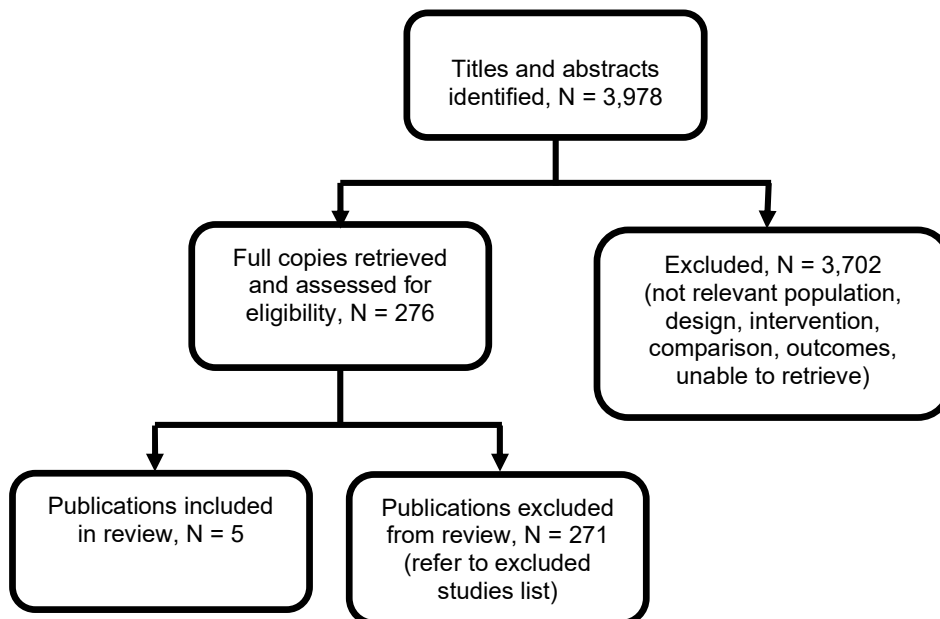 Titles and abstracts
identified, N = 3,978
Full copies retrieved
and assessed for
eligibility, N = 276
Excluded, N = 3,702
(not relevant population,
design, intervention,
comparison, outcomes,
unable to retrieve)
Publications included
in review, N = 5
Publications excluded
from review, N = 271
(refer to excluded
studies list)